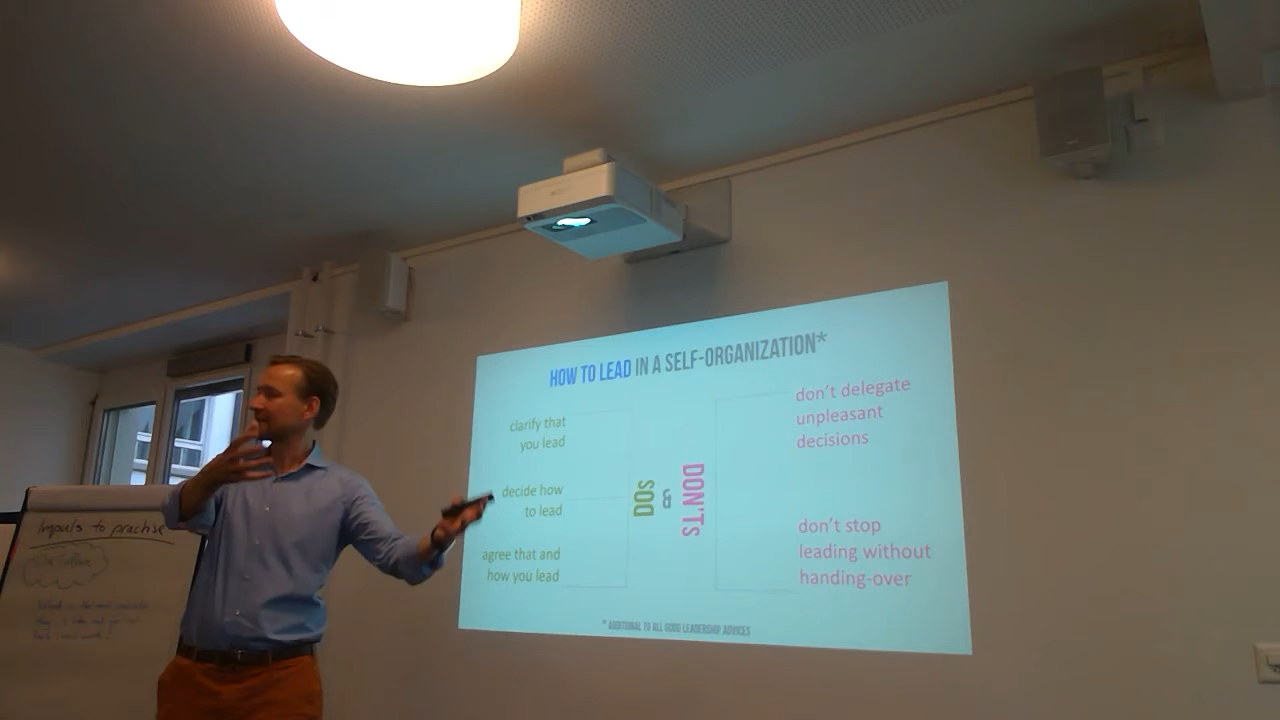 HOW TO LEAD IN A SELF-ORGANIZATION*
clarify that
you lead
decide how
to lead
agree that and
how you lead
DOs
&
DON'TS
don't delegate
unpleasant
decisions
don't stop
leading without
handing-over
* ADDITIONAL TO ALL GOOD LEADERSHIP ADVICES
Impuls to practise